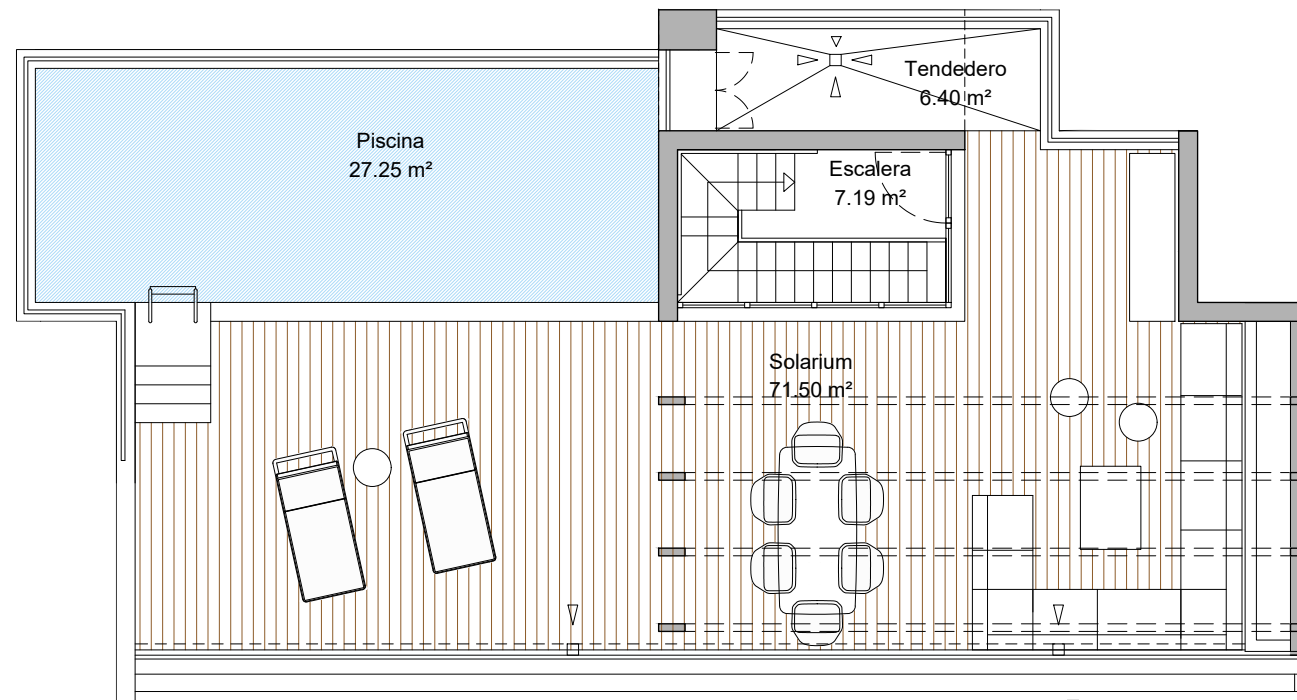 Tendedero
6.40 m²
Piscina
27.25 m²
Escalera
7.19 m²
Solarium
71.50 m²